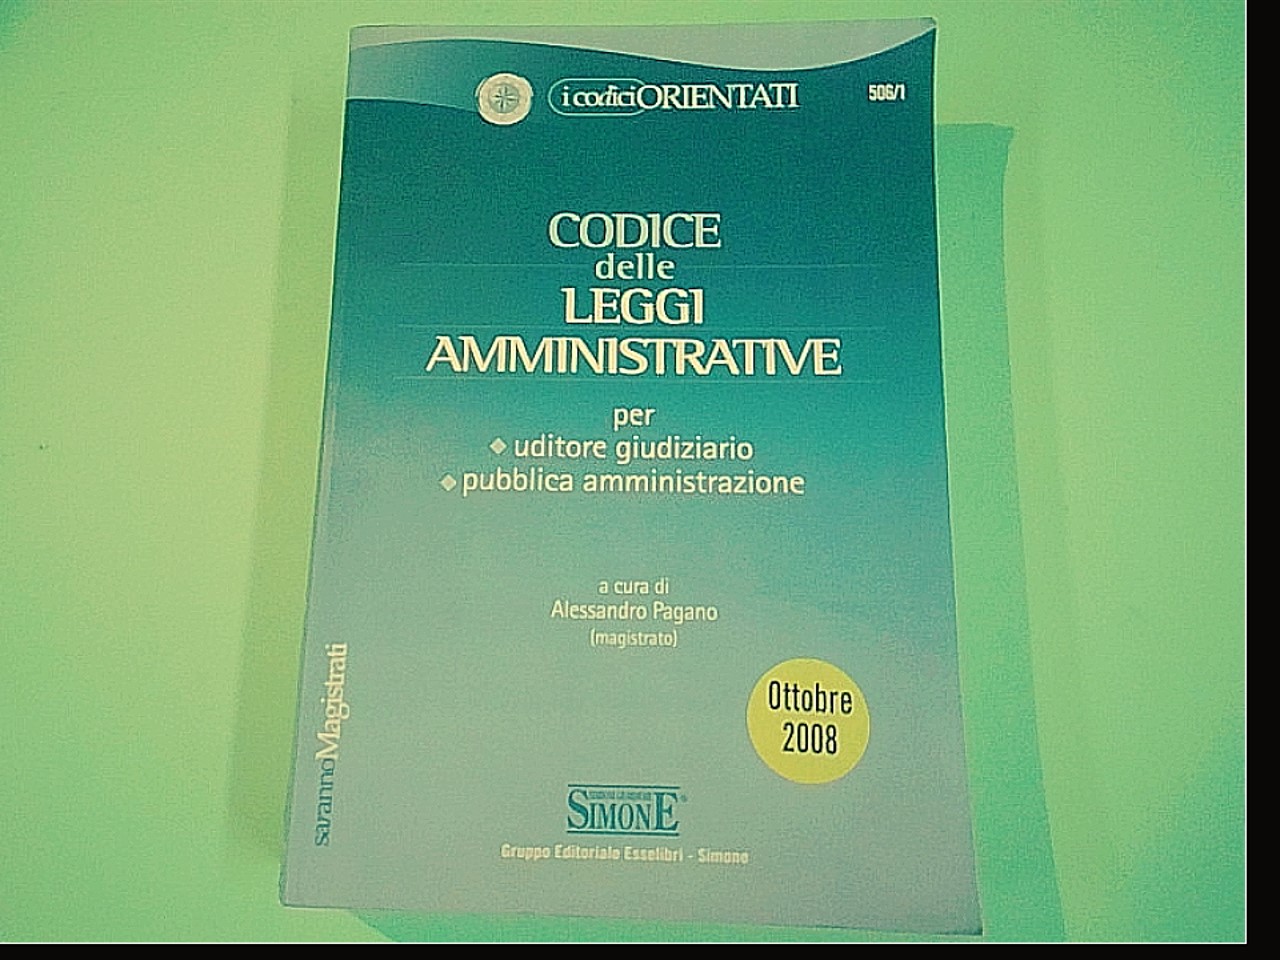 i codici ORIENTATI
506/1
CODICE
delle
LEGGI
AMMINISTRATIVE
per
uditore giudiziario
pubblica amministrazione
a cura di
Alessandro Pagano
(magistrato)
saranno Magistrati
Ottobre
2008
SIMONE
Gruppo Editoriale Esselibri - Simone